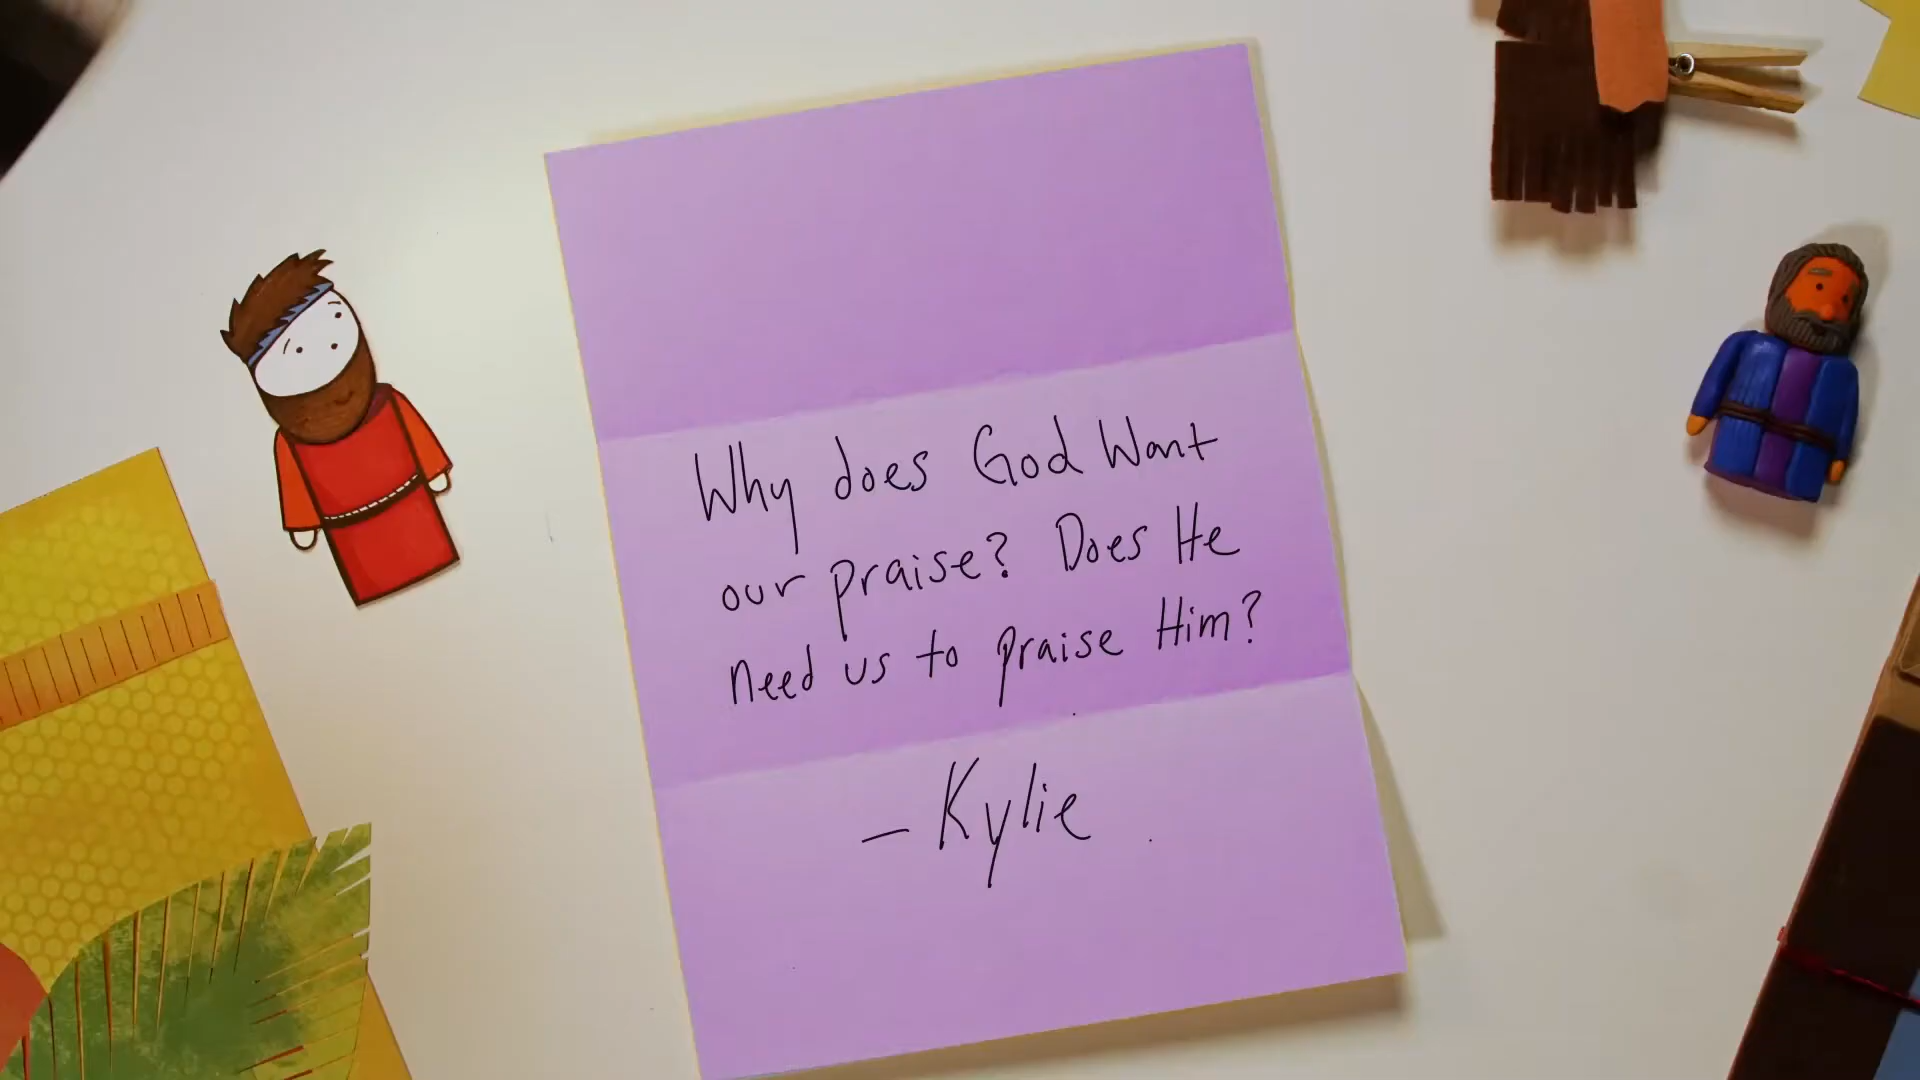 Why does God Want
our praise? Does He
need us to praise Him?
- Kylie